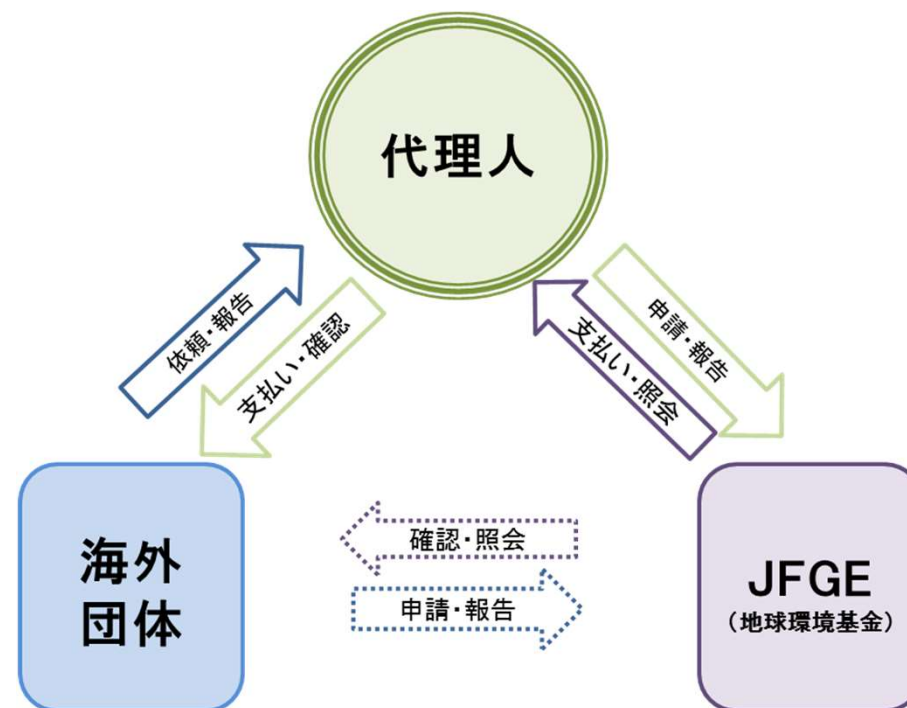 代理人
依頼・報告
支払い・確認
申請・報告
支払い・照会
海外
団体
確認・照会
申請・報告
JFGE
（地球環境基金）